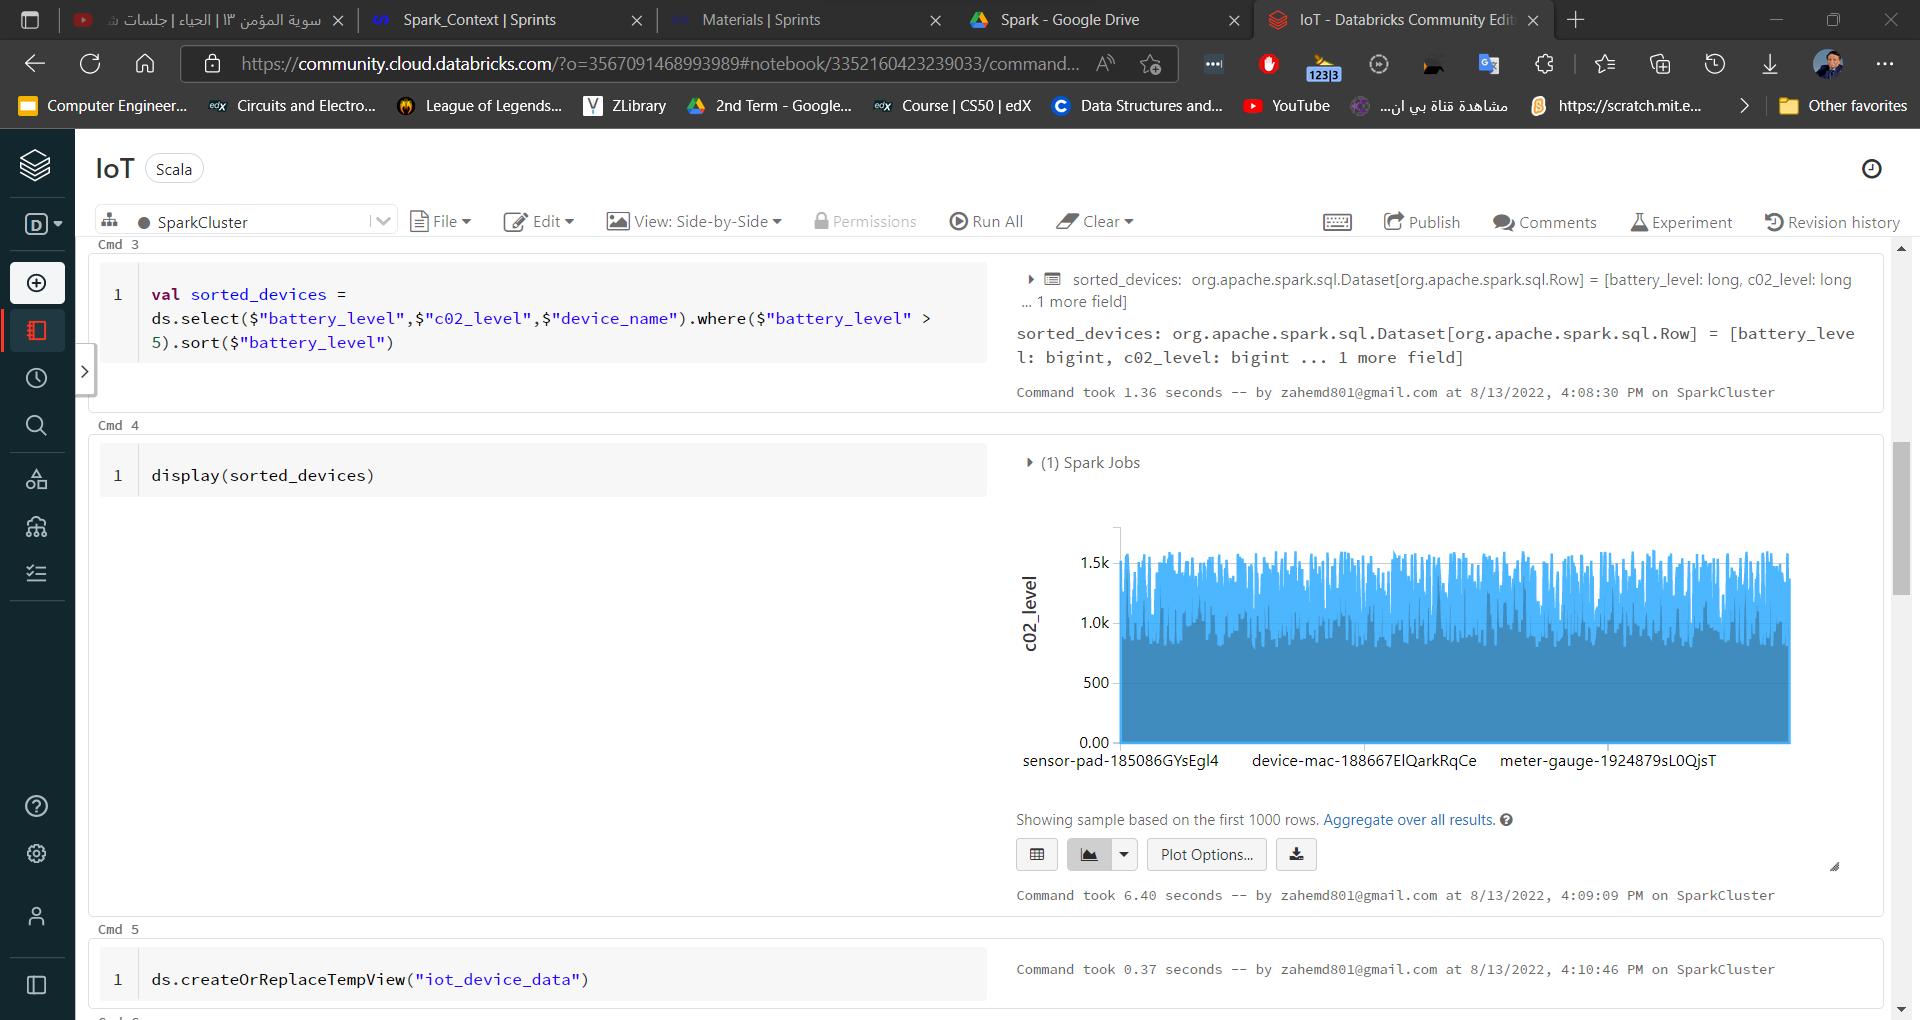 سوية المؤمن ١٣ | الحياء | جلسات ش
Spark_Context | Sprints
Materials | Sprints
Spark - Google Drive
IoT - Databricks Community Edit
https://community.cloud.databricks.com/?o=3567091468993989#notebook/3352160423239033/command...
123|3
Computer Engineer...
edx Circuits and Electro...
League of Legends...
ZLibrary
2nd Term - Google...
edx Course | CS50 | edX
Data Structures and...
YouTube
مشاهدة قناة بي ان...
https://scratch.mit.e...
Other favorites
IoT Scala
D
SparkCluster
File
Edit
View: Side-by-Side
Permissions
Run All
Clear
Publish
Comments
Experiment
Revision history
Cmd 3
1 val sorted_devices =
ds.select($"battery_level",$"c02_level",$"device_name").where($"battery_level" >
5).sort($"battery_level")
sorted_devices: org.apache.spark.sql.Dataset[org.apache.spark.sql.Row] = [battery_level: long, c02_level: long
... 1 more field]
sorted_devices: org.apache.spark.sql.Dataset[org.apache.spark.sql.Row] = [battery_leve
l: bigint, c02_level: bigint ... 1 more field]
Command took 1.36 seconds -- by zahemd801@gmail.com at 8/13/2022, 4:08:30 PM on SparkCluster
Cmd 4
1 display(sorted_devices)
(1) Spark Jobs
c02_level
1.5k
1.0k
500
0.00
sensor-pad-185086GYsEgl4 device-mac-188667ElQarkRqCe meter-gauge-1924879sL0QjsT
Showing sample based on the first 1000 rows. Aggregate over all results.
Plot Options...
Command took 6.40 seconds -- by zahemd801@gmail.com at 8/13/2022, 4:09:09 PM on SparkCluster
Cmd 5
1 ds.createOrReplaceTempView("iot_device_data")
Command took 0.37 seconds -- by zahemd801@gmail.com at 8/13/2022, 4:10:46 PM on SparkCluster